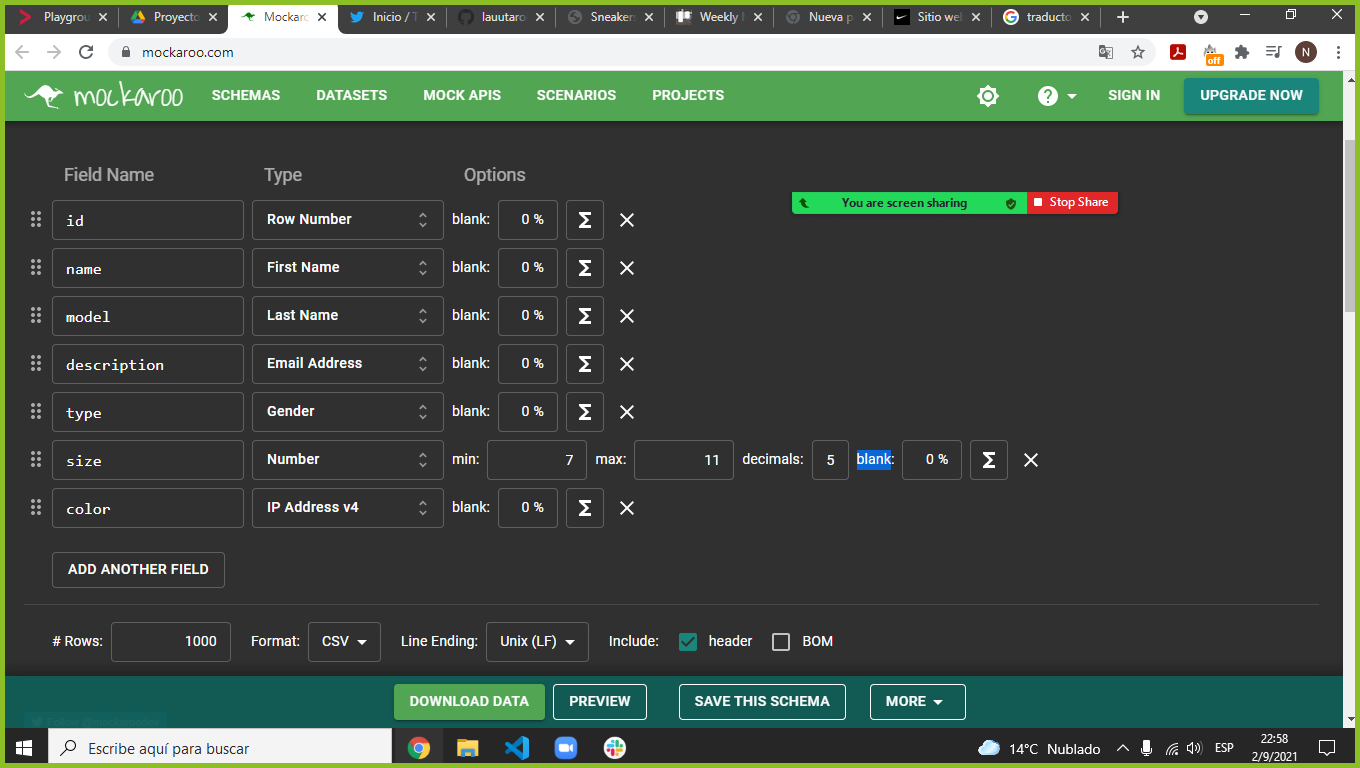 Playgrou
Proyecto
Mockaro
Inicio / T
lauutaro
Sneaker
Weekly
Nueva p
Sitio wel
traducto
mockaroo.com
off
N
mockaroo
SCHEMAS
DATASETS
MOCK APIS
SCENARIOS
PROJECTS
?
SIGN IN
UPGRADE NOW
Field Name Type Options
You are screen sharing Stop Share
id Row Number blank: 0 % Σ
name First Name blank: 0 % Σ
model Last Name blank: 0 % Σ
description Email Address blank: 0 % Σ
type Gender blank: 0 % Σ
size Number min: 7 max: 11 decimals: 5 blank: 0 % Σ
color IP Address v4 blank: 0 % Σ
ADD ANOTHER FIELD
# Rows: 1000 Format: CSV Line Ending: Unix (LF) Include: header BOM
DOWNLOAD DATA PREVIEW SAVE THIS SCHEMA MORE
Follow @mockaroodev
Escribe aquí para buscar
14°C Nublado
ESP
22:58
2/9/2021